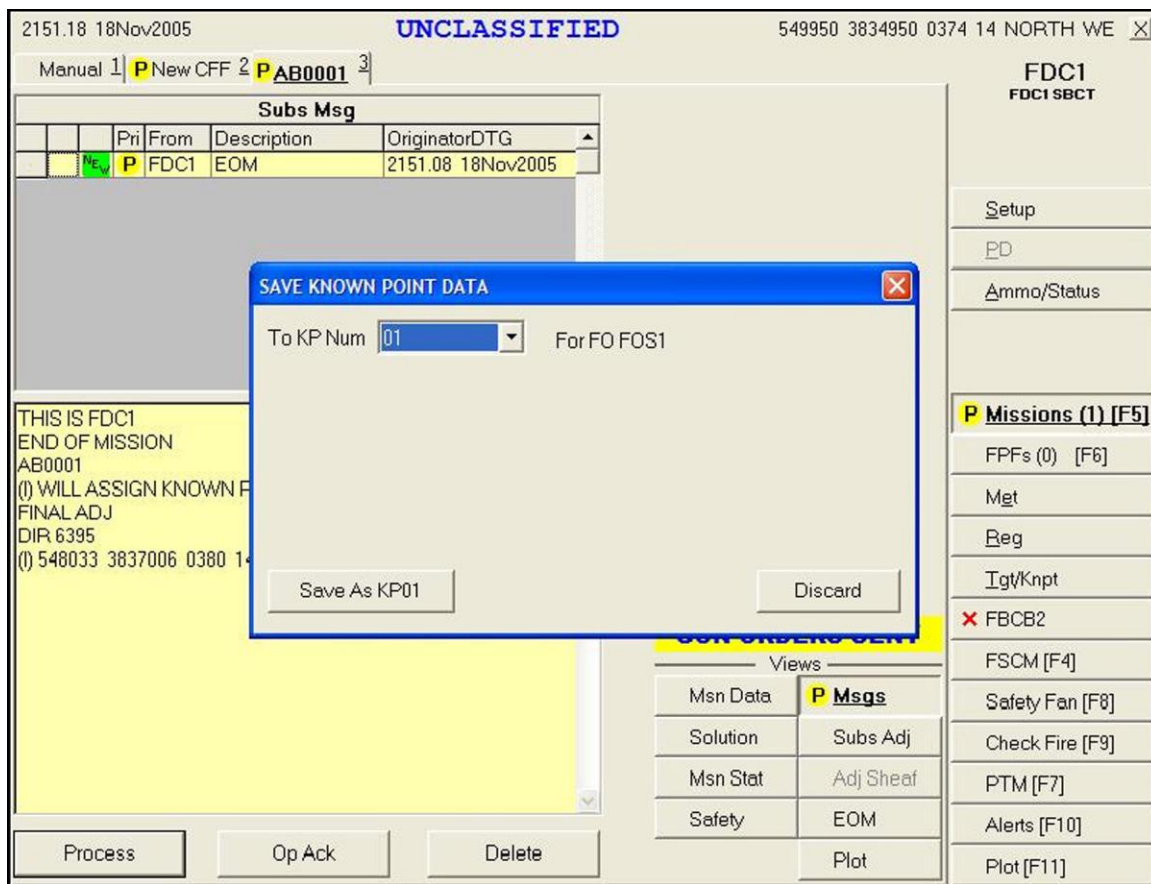 2151.18 18Nov2005 UNCLASSIFIED 549950 3834950 0374 14 NORTH WE X
Manual 1 P New CFF 2 P AB0001 3
FDC1
FDC1 SBCT
Subs Msg
Pri From Description OriginatorDTG
NEW P FDC1 EOM 2151.08 18Nov2005
SAVE KNOWN POINT DATA
To KP Num 01 For FO FOS1
Save As KP01 Discard
THIS IS FDC1
END OF MISSION
AB0001
(I) WILL ASSIGN KNOWN
FINAL ADJ
DIR 6395
(I) 548033 3837006 0380
Views
Msn Data P Msgs
Solution Subs Adj
Msn Stat Adj Sheaf
Safety EOM
Plot
Process Op Ack Delete
Setup
PD
Ammo/Status
P Missions (1) [F5]
FPFs (0) [F6]
Met
Reg
Tgt/Knpt
FBCB2
FSCM [F4]
Safety Fan [F8]
Check Fire [F9]
PTM [F7]
Alerts [F10]
Plot [F11]